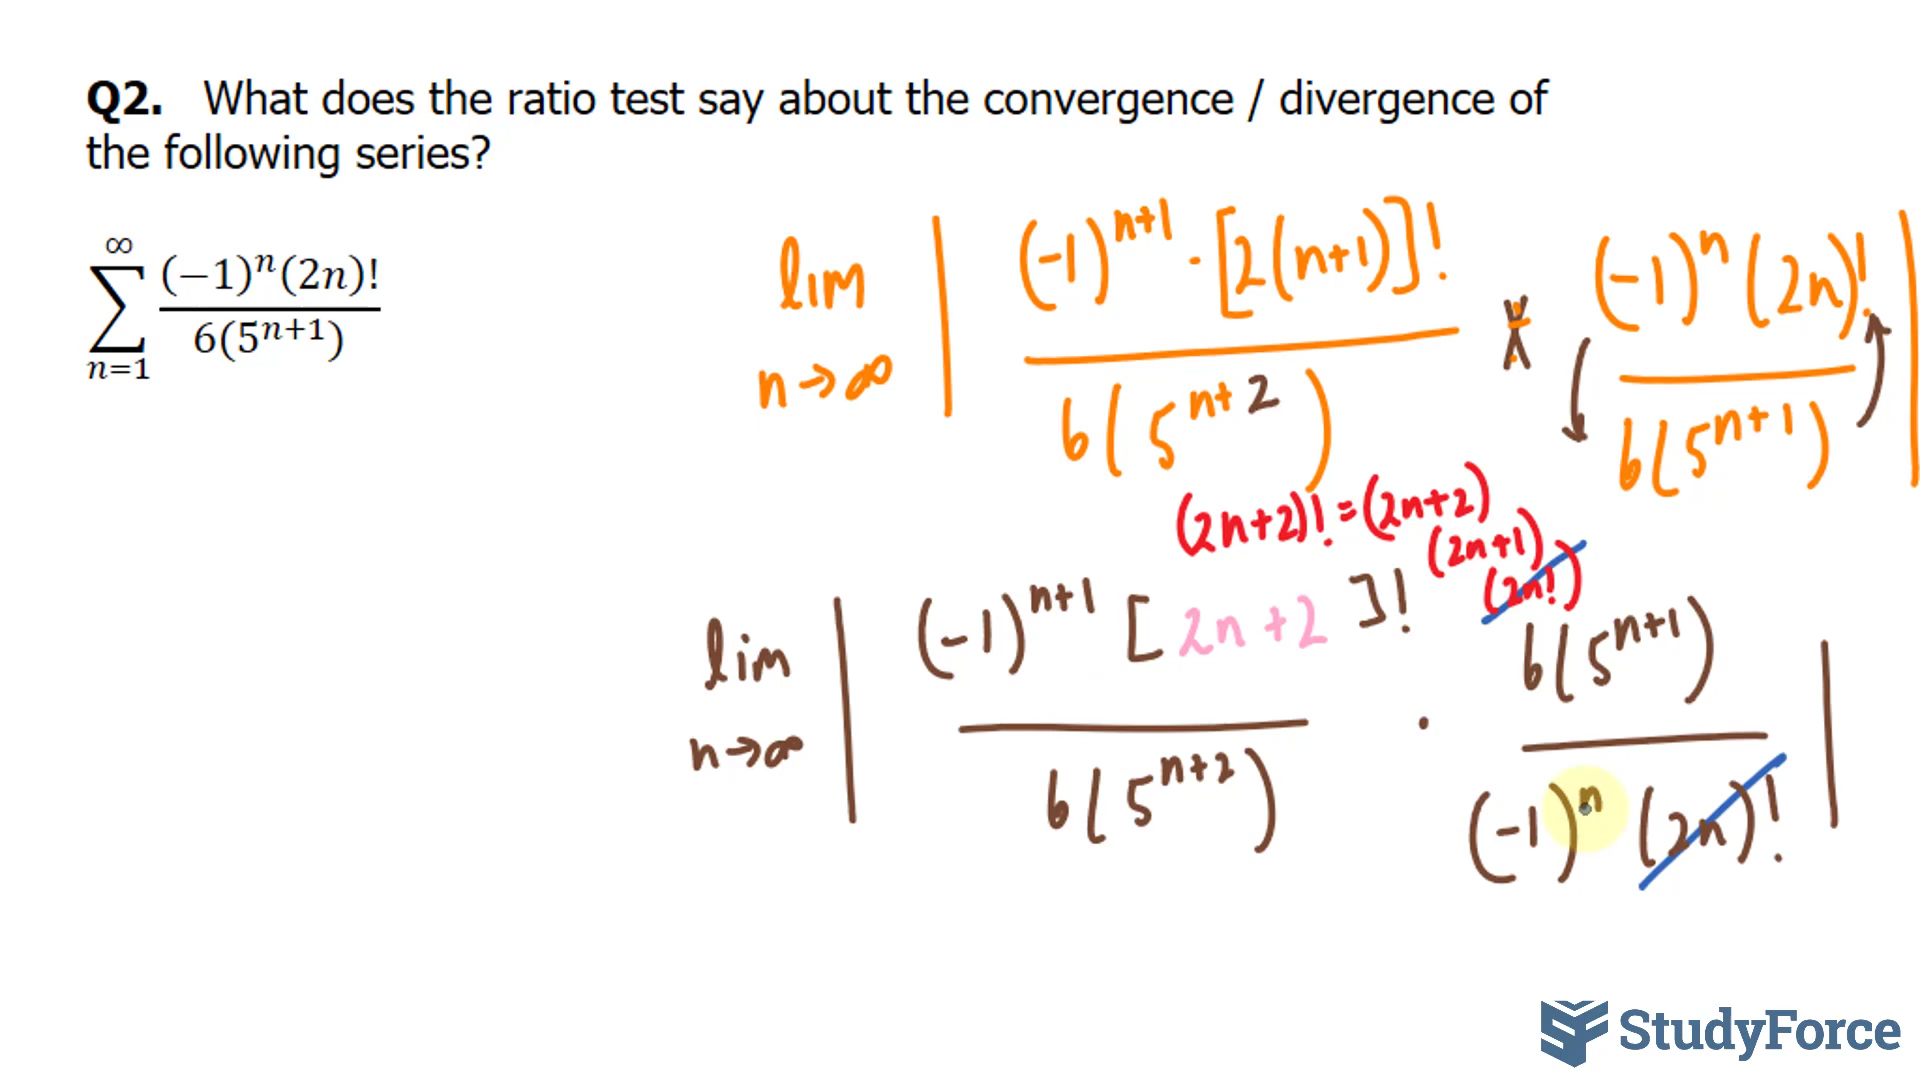 Q2. What does the ratio test say about the convergence / divergence of
the following series?
∞
∑ (−1)ⁿ(2n)! / 6(5ⁿ⁺¹)
n=1
lim n→∞ | (-1)ⁿ⁺¹ · [2(n+1)]! / 6(5ⁿ⁺²) ÷ (-1)ⁿ(2n)! / 6(5ⁿ⁺¹) |
(2n+2)! = (2n+2)
(2n+1)
(2n!)
lim n→∞ | (-1)ⁿ⁺¹ [2n+2]! / 6(5ⁿ⁺²) · 6(5ⁿ⁺¹) / (-1)ⁿ (2n)! |
StudyForce